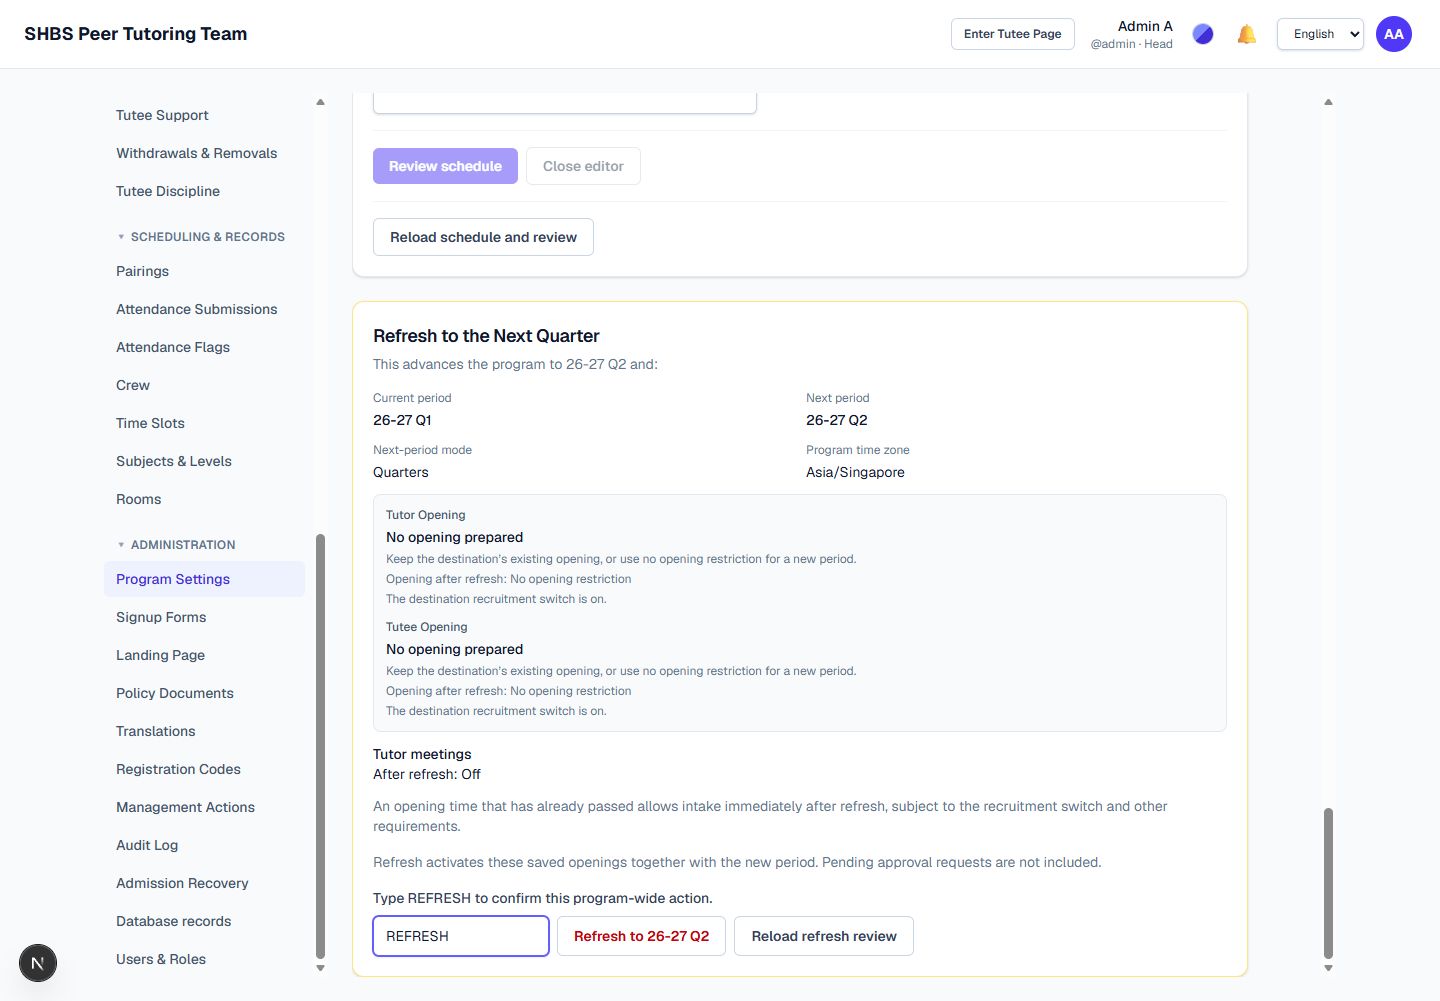 SHBS Peer Tutoring Team
Enter Tutee Page
Admin A
@admin · Head
English
AA
Tutee Support
Withdrawals & Removals
Tutee Discipline
SCHEDULING & RECORDS
Pairings
Attendance Submissions
Attendance Flags
Crew
Time Slots
Subjects & Levels
Rooms
ADMINISTRATION
Program Settings
Signup Forms
Landing Page
Policy Documents
Translations
Registration Codes
Management Actions
Audit Log
Admission Recovery
Database records
Users & Roles
N
Review schedule
Close editor
Reload schedule and review
Refresh to the Next Quarter
This advances the program to 26-27 Q2 and:
Current period
26-27 Q1
Next period
26-27 Q2
Next-period mode
Quarters
Program time zone
Asia/Singapore
Tutor Opening
No opening prepared
Keep the destination's existing opening, or use no opening restriction for a new period.
Opening after refresh: No opening restriction
The destination recruitment switch is on.
Tutee Opening
No opening prepared
Keep the destination's existing opening, or use no opening restriction for a new period.
Opening after refresh: No opening restriction
The destination recruitment switch is on.
Tutor meetings
After refresh: Off
An opening time that has already passed allows intake immediately after refresh, subject to the recruitment switch and other
requirements.
Refresh activates these saved openings together with the new period. Pending approval requests are not included.
Type REFRESH to confirm this program-wide action.
REFRESH
Refresh to 26-27 Q2
Reload refresh review